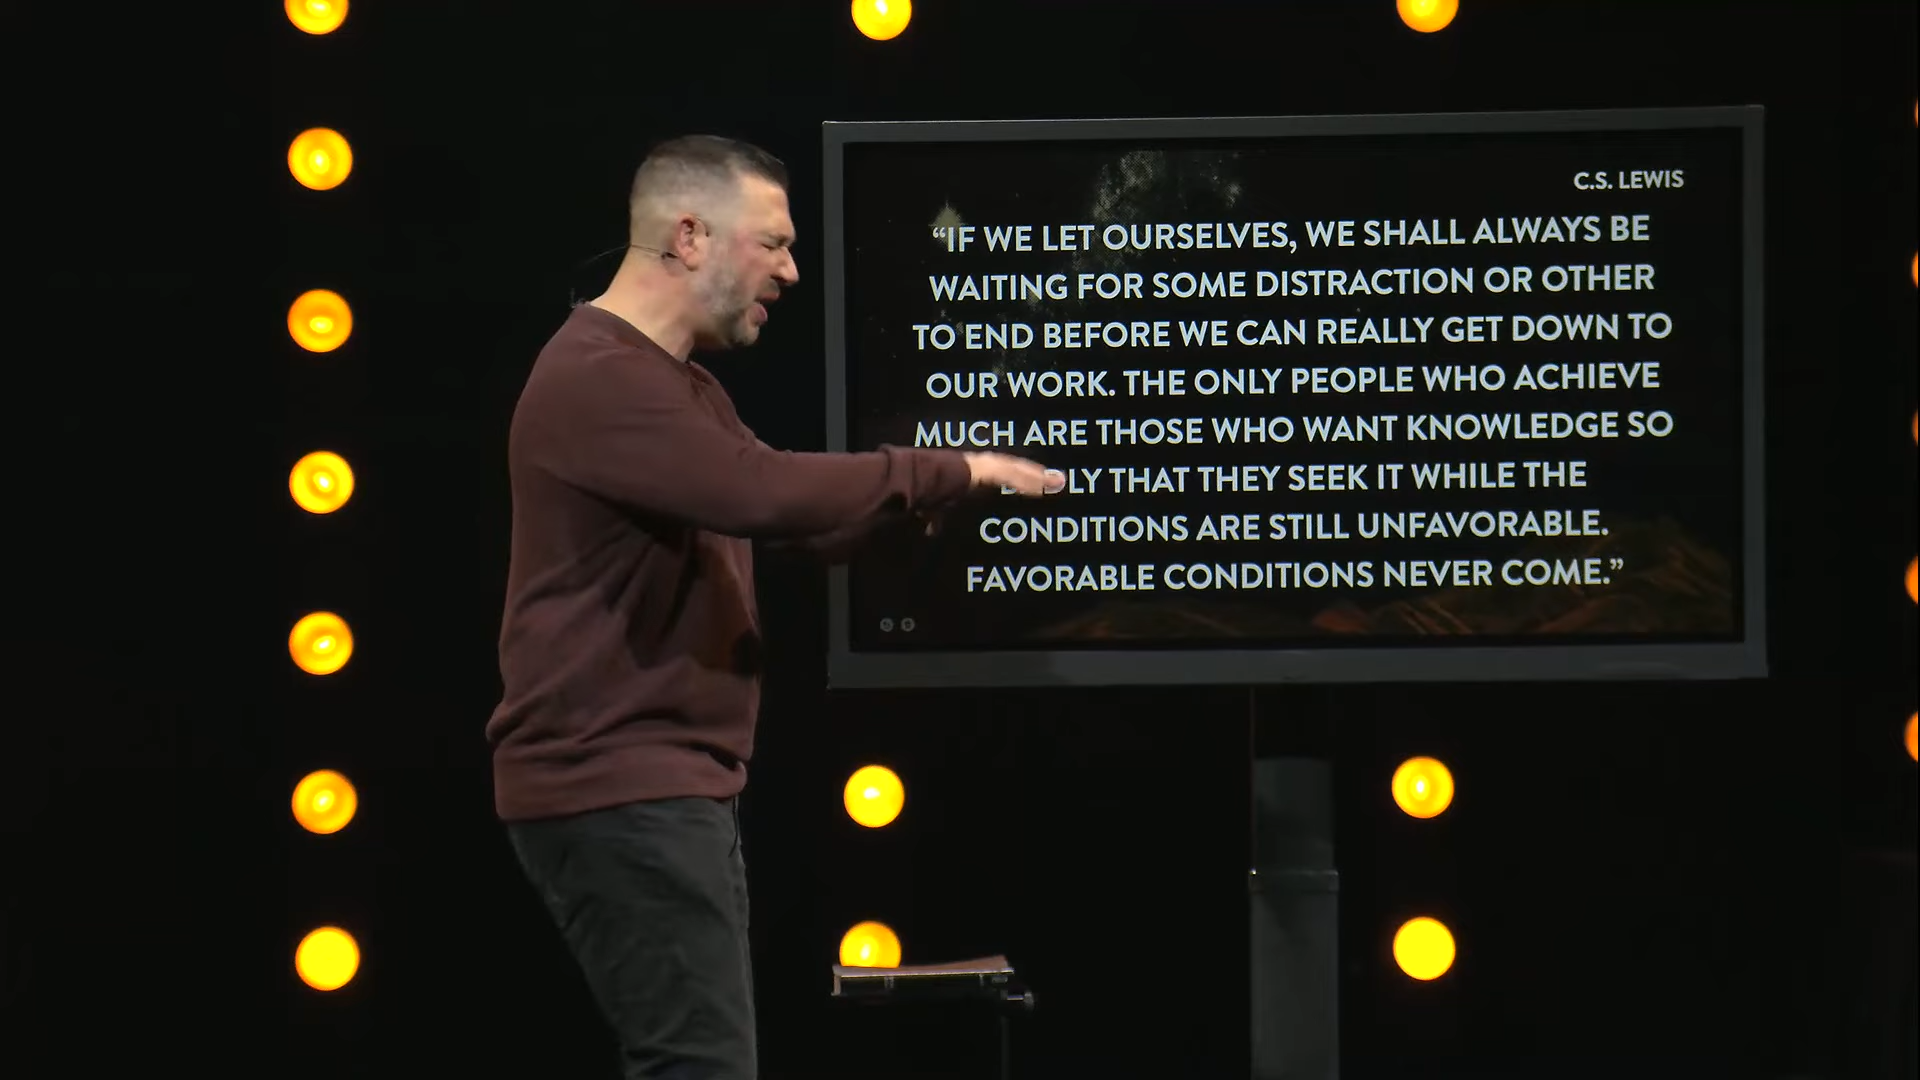 C.S. LEWIS
“IF WE LET OURSELVES, WE SHALL ALWAYS BE
WAITING FOR SOME DISTRACTION OR OTHER
TO END BEFORE WE CAN REALLY GET DOWN TO
OUR WORK. THE ONLY PEOPLE WHO ACHIEVE
MUCH ARE THOSE WHO WANT KNOWLEDGE SO
THAT THEY SEEK IT WHILE THE
CONDITIONS ARE STILL UNFAVORABLE.
FAVORABLE CONDITIONS NEVER COME.”